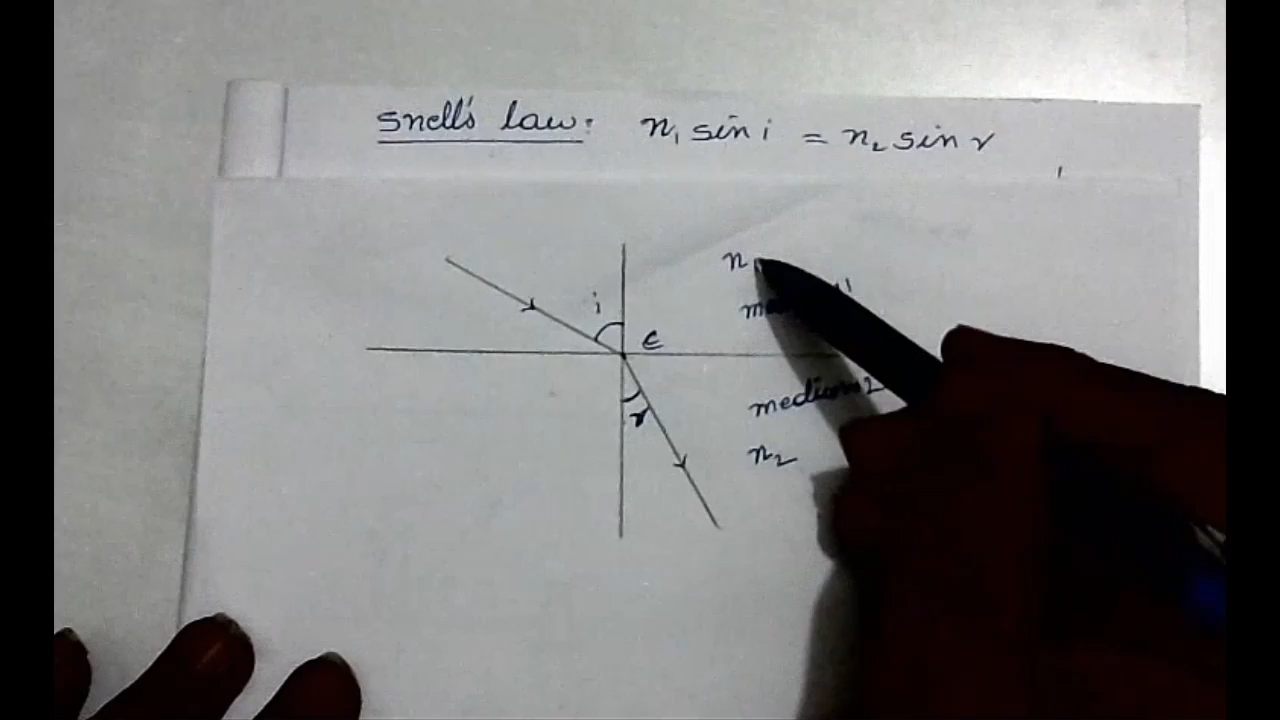 Snell's law: n₁ sin i = n₂ sin r
n
i
E
medium 2
r
n₂